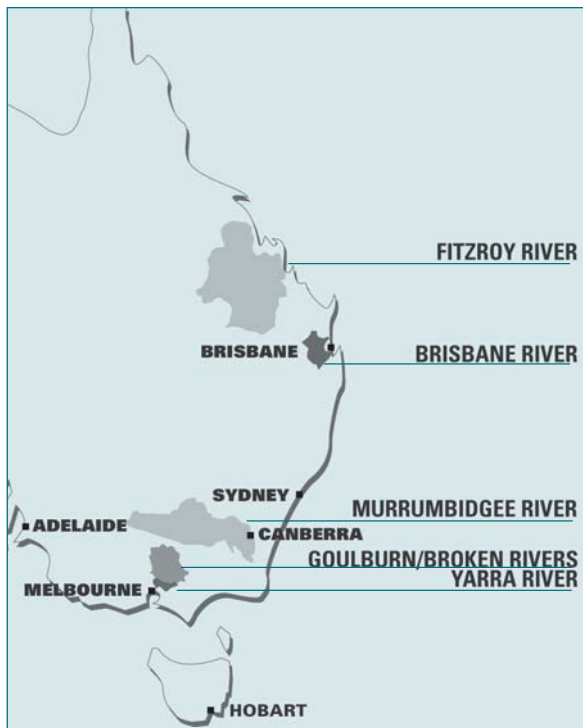 FITZROY RIVER
BRISBANE
BRISBANE RIVER
SYDNEY
MURRUMBIDGEE RIVER
ADELAIDE
CANBERRA
GOULBURN/BROKEN RIVERS
YARRA RIVER
MELBOURNE
HOBART